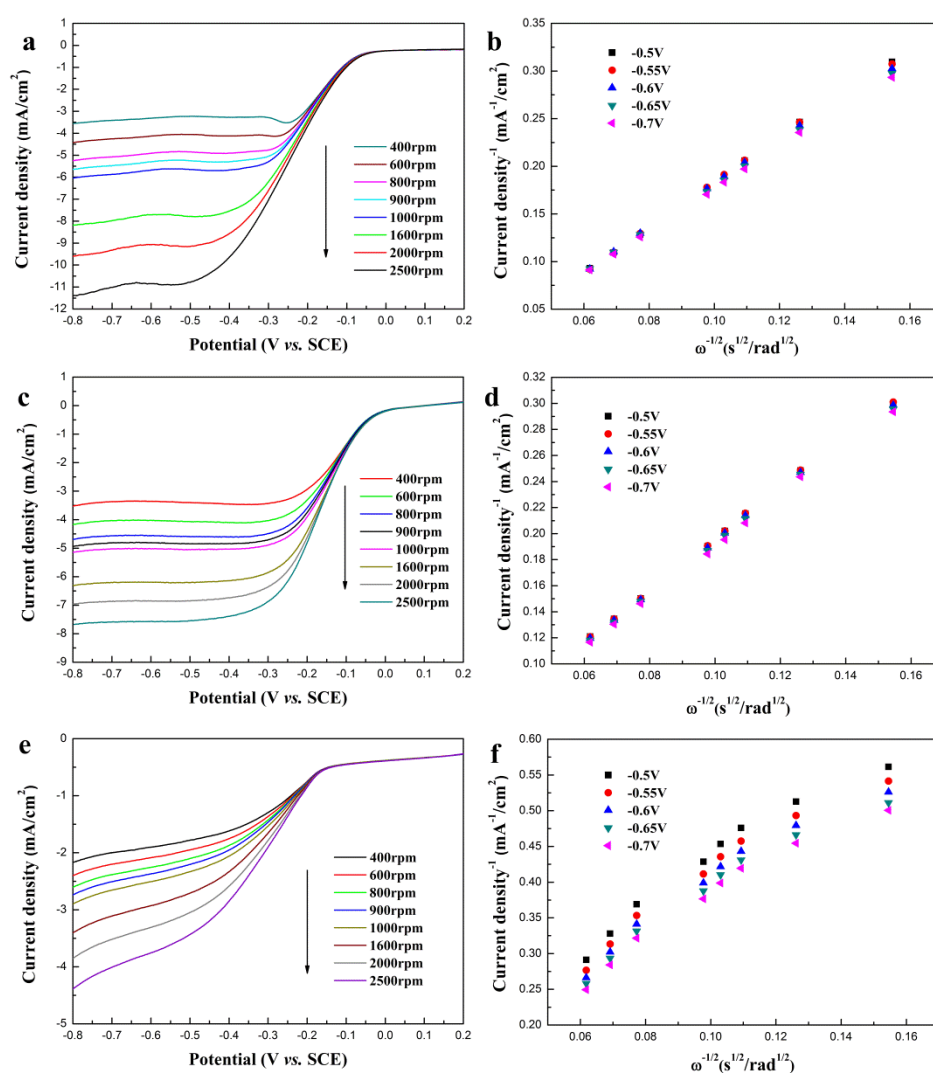 a
1
0
-1
-2
-3
-4
-5
-6
-7
-8
-9
-10
-11
-12
Current density (mA/cm²)
400rpm
600rpm
800rpm
900rpm
1000rpm
1600rpm
2000rpm
2500rpm
-0.8 -0.7 -0.6 -0.5 -0.4 -0.3 -0.2 -0.1 0.0 0.1 0.2
Potential (V vs. SCE)
b
0.30
0.25
0.20
0.15
0.10
0.05
Current density⁻¹ (mA⁻¹/cm²)
-0.5V
-0.55V
-0.6V
-0.65V
-0.7V
0.06 0.08 0.10 0.12 0.14 0.16
ω⁻¹/²(s¹/²/rad¹/²)
c
1
0
-1
-2
-3
-4
-5
-6
-7
-8
-9
Current density (mA/cm²)
400rpm
600rpm
800rpm
900rpm
1000rpm
1600rpm
2000rpm
2500rpm
-0.8 -0.7 -0.6 -0.5 -0.4 -0.3 -0.2 -0.1 0.0 0.1 0.2
Potential (V vs. SCE)
d
0.32
0.30
0.28
0.26
0.24
0.22
0.20
0.18
0.16
0.14
0.12
0.10
Current density⁻¹ (mA⁻¹/cm²)
-0.5V
-0.55V
-0.6V
-0.65V
-0.7V
0.06 0.08 0.10 0.12 0.14 0.16
ω⁻¹/²(s¹/²/rad¹/²)
e
0
-1
-2
-3
-4
-5
Current density (mA/cm²)
400rpm
600rpm
800rpm
900rpm
1000rpm
1600rpm
2000rpm
2500rpm
-0.8 -0.7 -0.6 -0.5 -0.4 -0.3 -0.2 -0.1 0.0 0.1 0.2
Potential (V vs. SCE)
f
0.60
0.55
0.50
0.45
0.40
0.35
0.30
0.25
0.20
Current density⁻¹ (mA⁻¹/cm²)
-0.5V
-0.55V
-0.6V
-0.65V
-0.7V
0.06 0.08 0.10 0.12 0.14 0.16
ω⁻¹/²(s¹/²/rad¹/²)